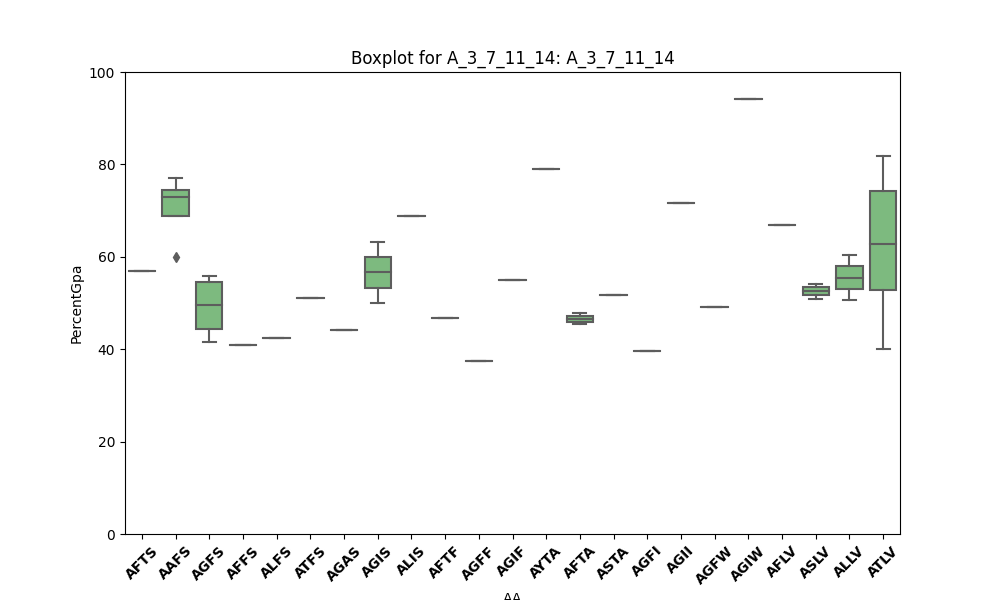 Boxplot for A_3_7_11_14: A_3_7_11_14
100
80
60
40
20
0
PercentGpa
AFTS AAFS AGFS AFFS ALFS ATFS AGAS AGIS ALIS AFTF AGFF AGIF AYTA AFTA ASTA AGFI AGII AGFW AGIW AFLV ASLV ALLV ATLV
AA